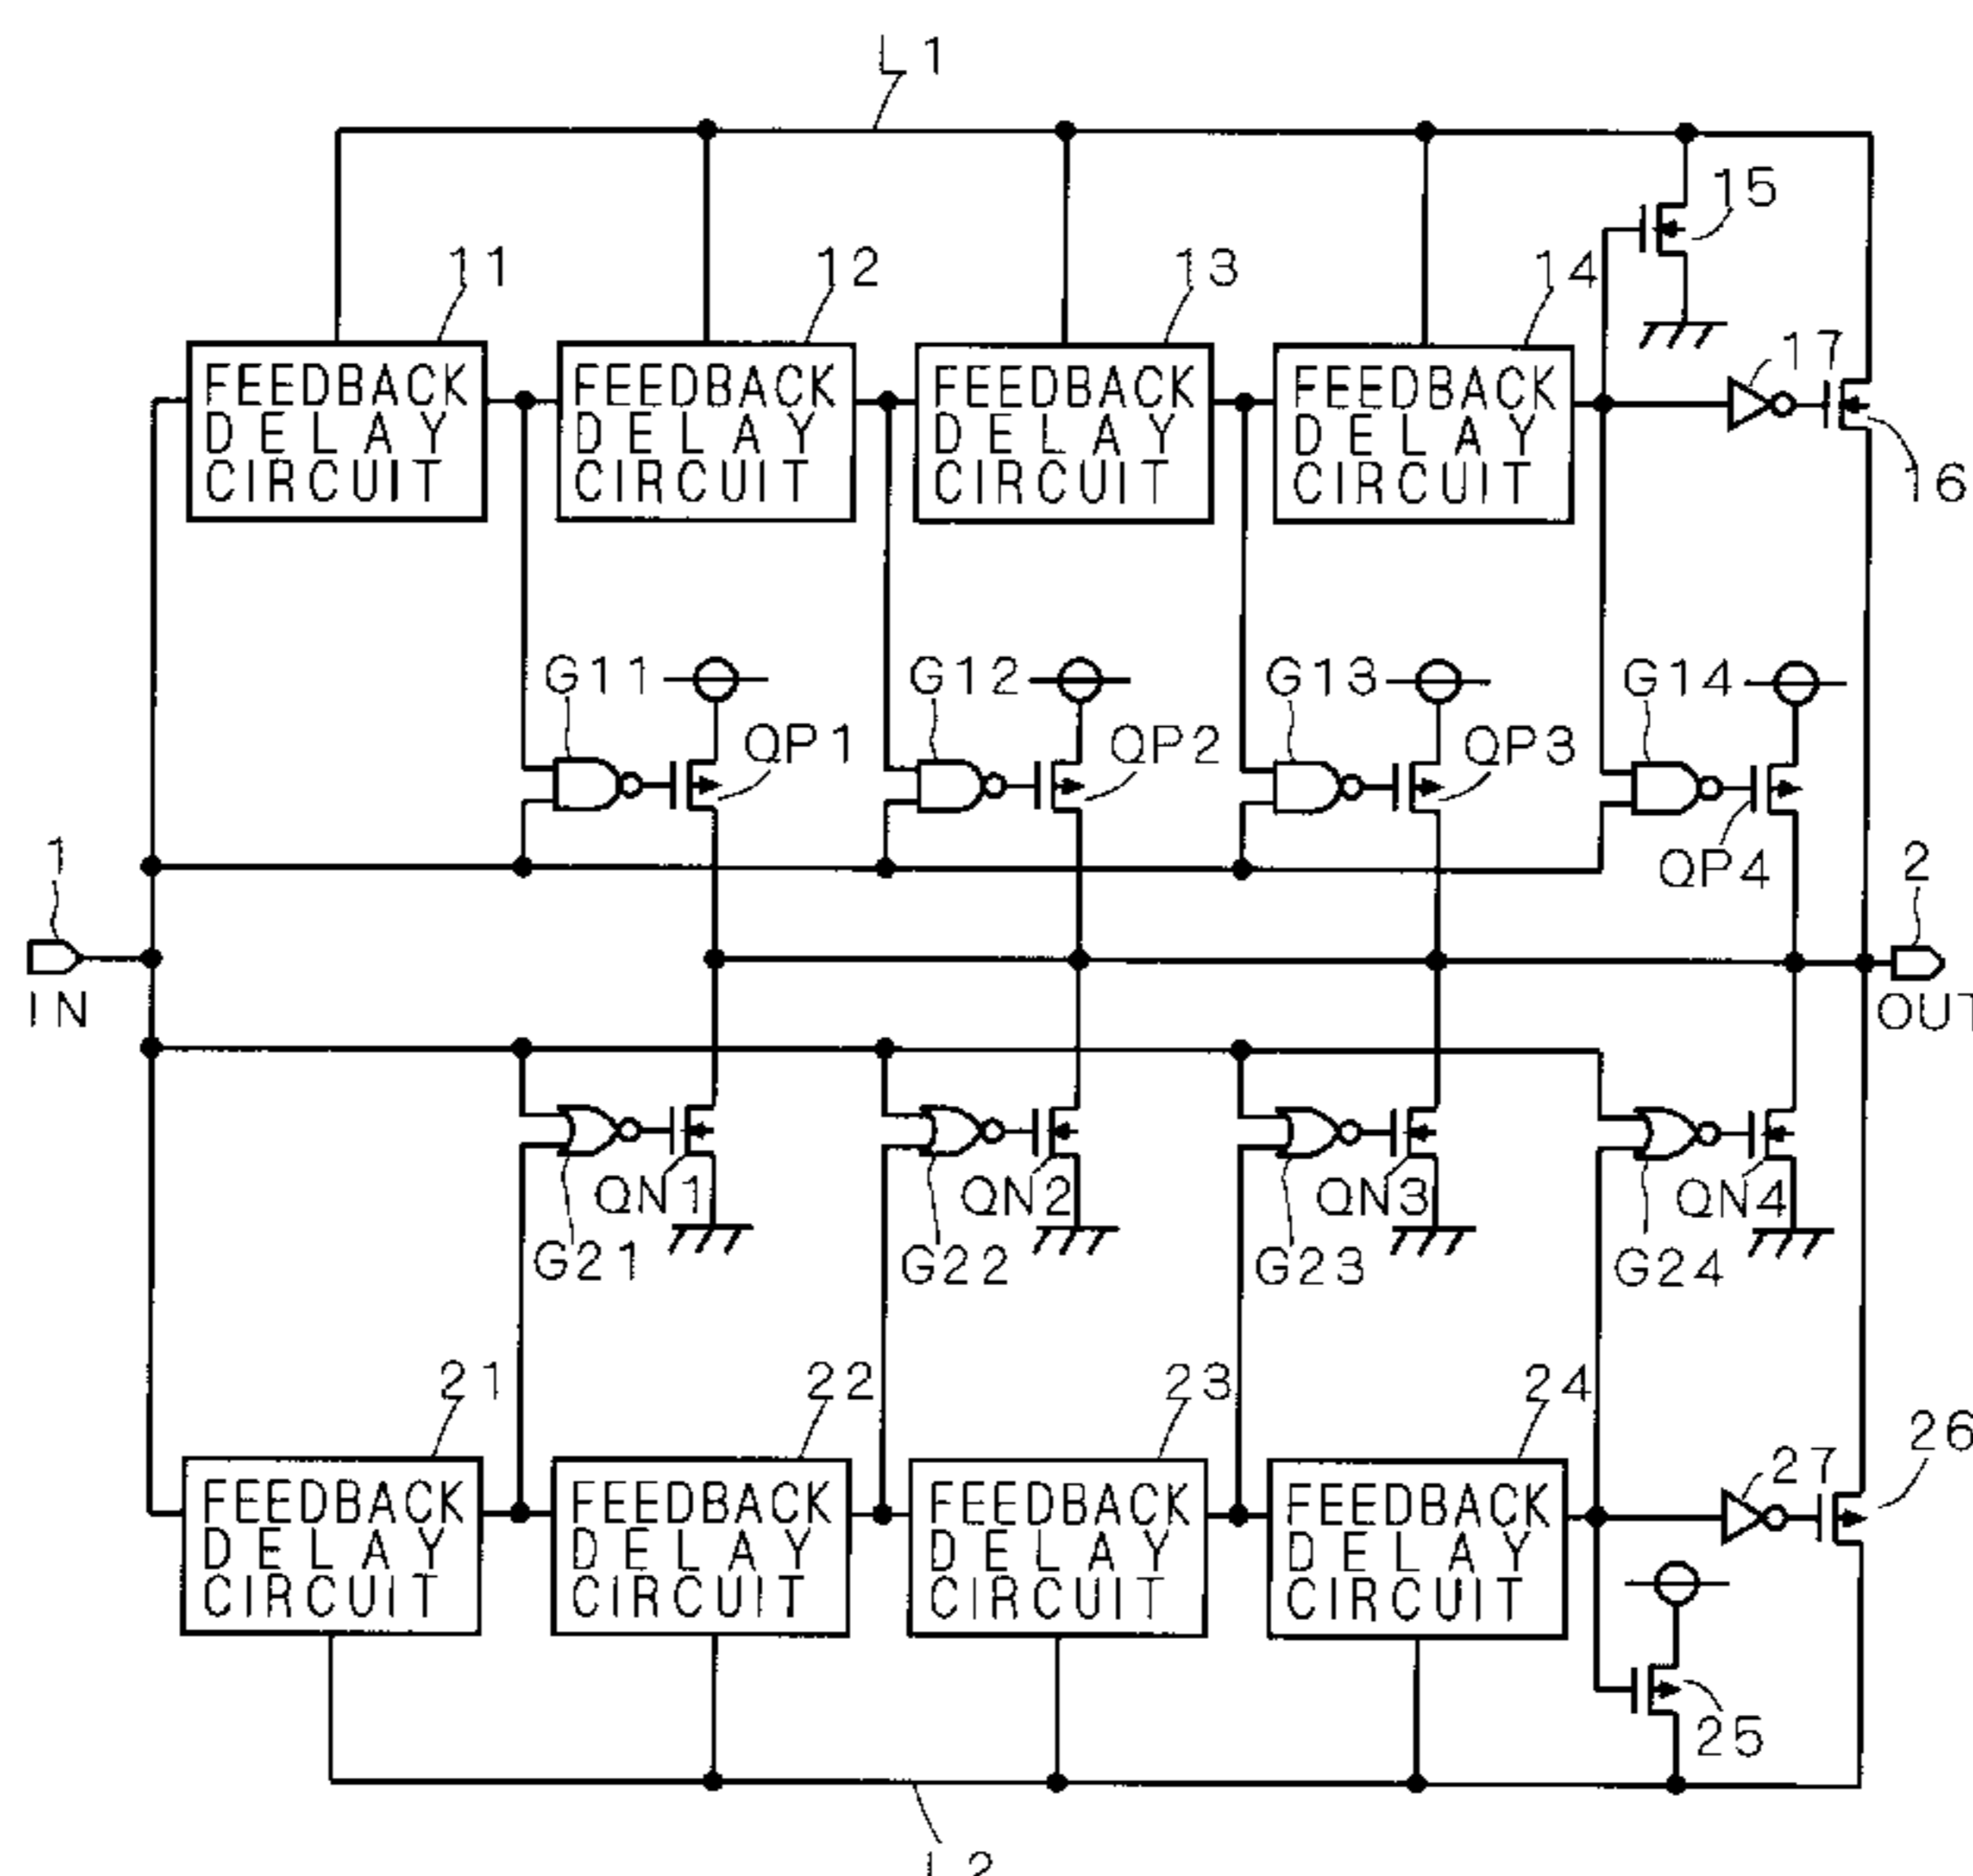 L1
15
11
12
13
14
17
FEEDBACK
DELAY
CIRCUIT
FEEDBACK
DELAY
CIRCUIT
FEEDBACK
DELAY
CIRCUIT
FEEDBACK
DELAY
CIRCUIT
16
G11
G12
G13
G14
QP1
QP2
QP3
QP4
1
2
IN
OUT
QN1
QN2
QN3
QN4
G21
G22
G23
G24
21
22
23
24
26
27
FEEDBACK
DELAY
CIRCUIT
FEEDBACK
DELAY
CIRCUIT
FEEDBACK
DELAY
CIRCUIT
FEEDBACK
DELAY
CIRCUIT
25
L2